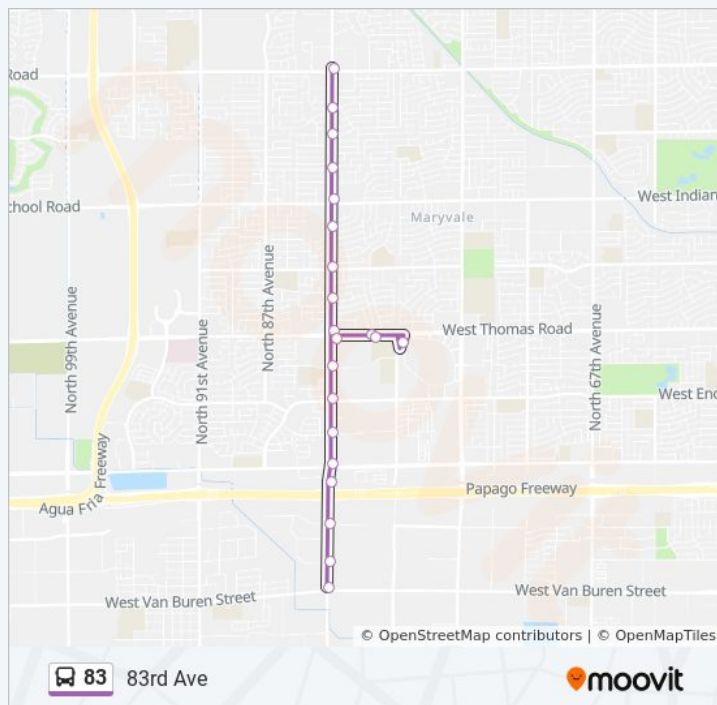 Road
chool Road
West Indian
Maryvale
North 99th Avenue
North 91st Avenue
North 87th Avenue
West Thomas Road
North 67th Avenue
West Enc
Agua Fria Freeway
Papago Freeway
West Van Buren Street
West Van Buren Street
© OpenStreetMap contributors | © OpenMapTiles
83
83rd Ave
moovit